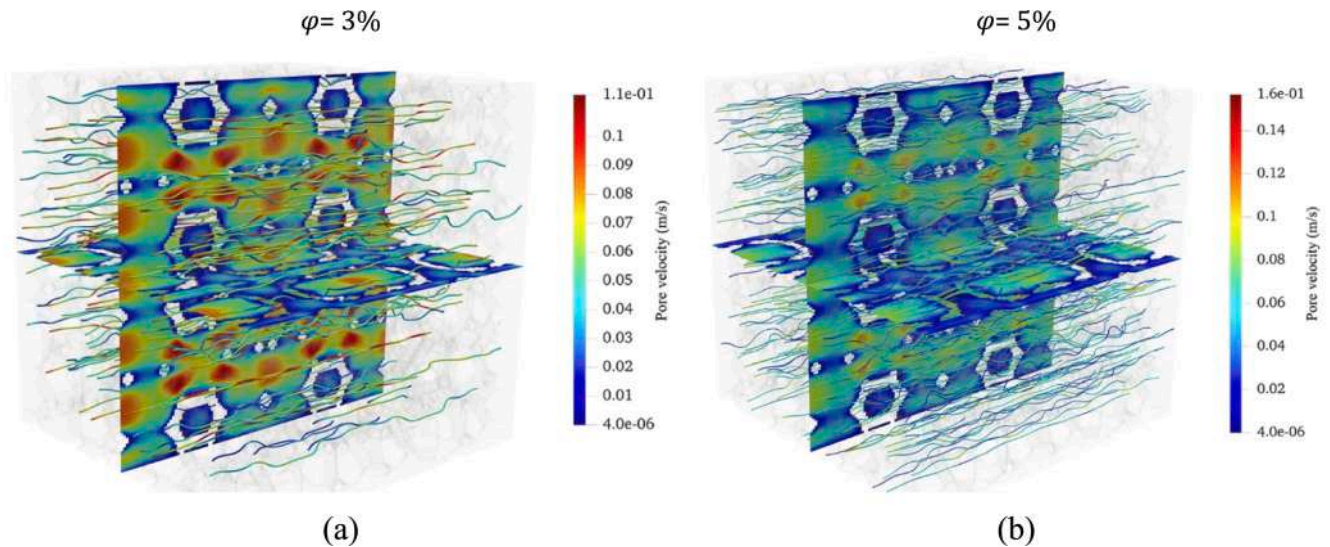 φ= 3%
φ= 5%
1.1e-01
0.1
0.09
0.08
0.07
0.06
0.05
0.04
0.03
0.02
0.01
4.0e-06
Pore velocity (m/s)
1.6e-01
0.14
0.12
0.1
0.08
0.06
0.04
0.02
4.0e-06
Pore velocity (m/s)
(a)
(b)